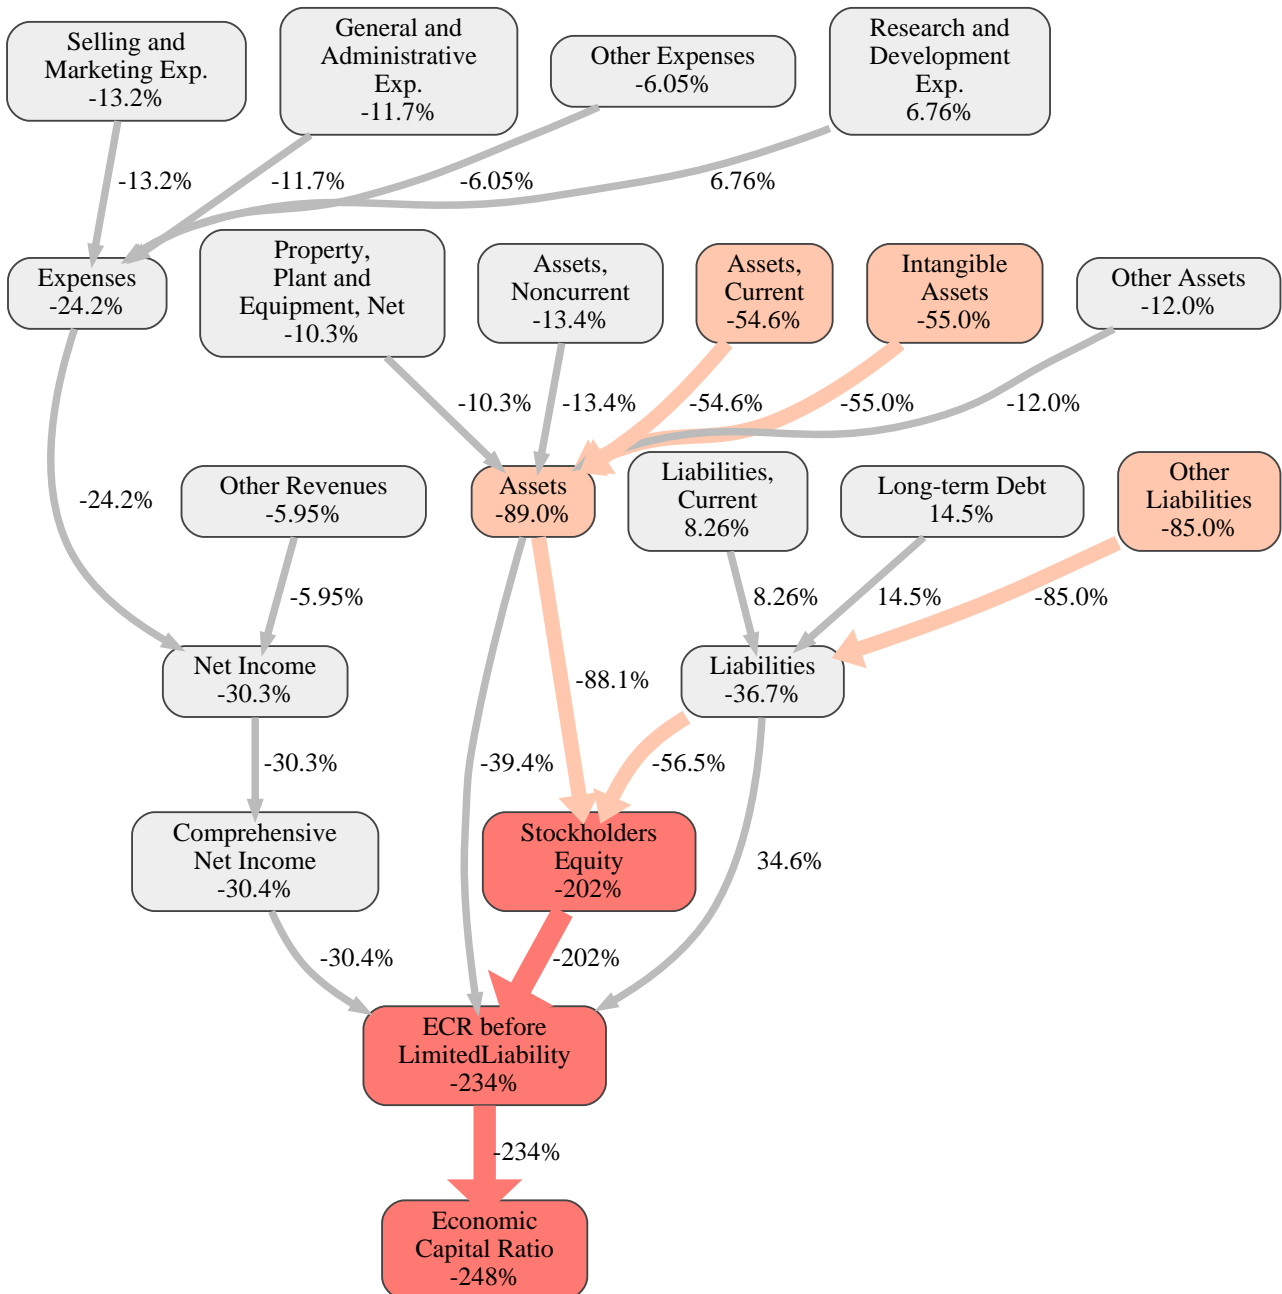 Selling and
Marketing Exp.
-13.2%
General and
Administrative
Exp.
-11.7%
Other Expenses
-6.05%
Research and
Development
Exp.
6.76%
-13.2%
-11.7%
-6.05%
6.76%
Expenses
-24.2%
Property,
Plant and
Equipment, Net
-10.3%
Assets,
Noncurrent
-13.4%
Assets,
Current
-54.6%
Intangible
Assets
-55.0%
Other Assets
-12.0%
-10.3%
-13.4%
-54.6%
-55.0%
-12.0%
-24.2%
Other Revenues
-5.95%
Assets
-89.0%
Liabilities,
Current
8.26%
Long-term Debt
14.5%
Other
Liabilities
-85.0%
-5.95%
8.26%
14.5%
-85.0%
Net Income
-30.3%
-88.1%
Liabilities
-36.7%
-30.3%
-39.4%
-56.5%
Comprehensive
Net Income
-30.4%
Stockholders
Equity
-202%
34.6%
-30.4%
-202%
ECR before
LimitedLiability
-234%
-234%
Economic
Capital Ratio
-248%